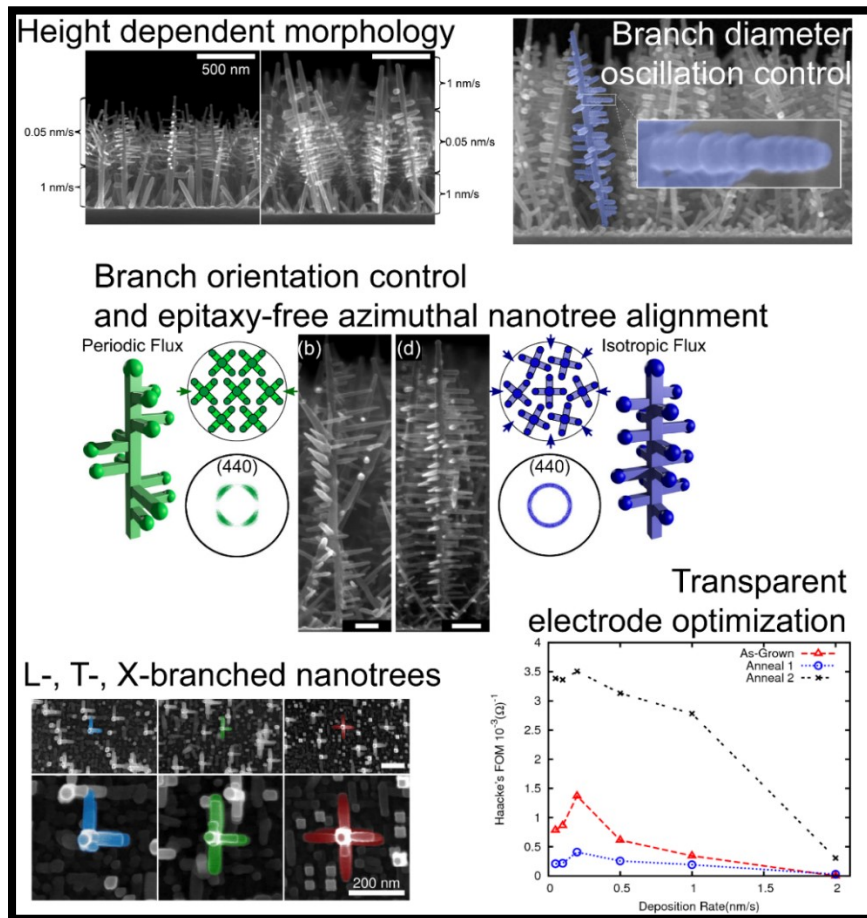 Height dependent morphology
500 nm
0.05 nm/s
1 nm/s
1 nm/s
0.05 nm/s
1 nm/s
Branch diameter
oscillation control
Branch orientation control
and epitaxy-free azimuthal nanotree alignment
Periodic Flux
(b)
(d)
Isotropic Flux
(440)
(440)
L-, T-, X-branched nanotrees
200 nm
Transparent
electrode optimization
As-Grown
Anneal 1
Anneal 2
4
3.5
3
2.5
2
1.5
1
0.5
0
Haacke's FOM 10⁻³(Ω)⁻¹
0
0.5
1
1.5
2
Deposition Rate(nm/s)